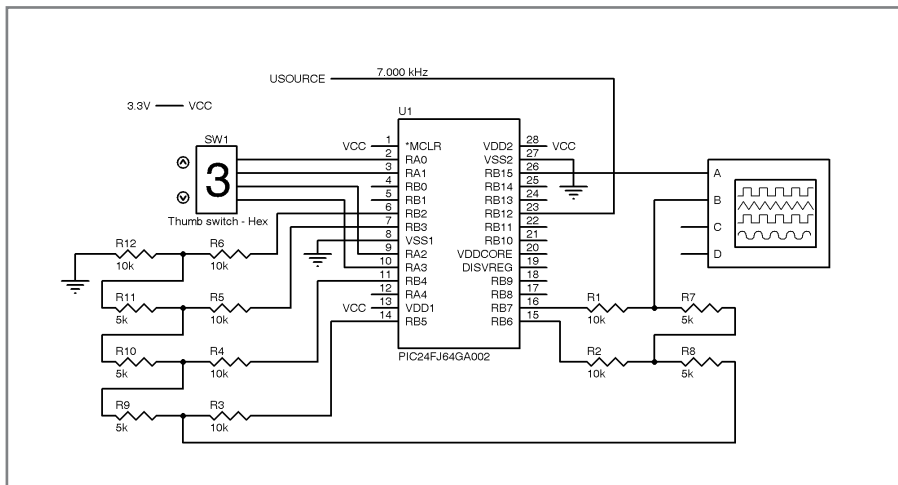 7.000 kHz
USOURCE
3.3V VCC
U1
SW1
3
Thumb switch - Hex
VCC 1 *MCLR VDD2 28 VCC
2 RA0 VSS2 27
3 RA1 RB15 26
4 RB0 RB14 25
5 RB1 RB13 24
6 RB2 RB12 23
7 RB3 RB11 22
8 VSS1 RB10 21
9 RA2 VDDCORE 20
10 RA3 DISVREG 19
11 RB4 RB9 18
12 RA4 RB8 17
VCC 13 VDD1 RB7 16
14 RB5 RB6 15
PIC24FJ64GA002
A
B
C
D
R12 R6
10k 10k
R11 R5
5k 10k
R10 R4
5k 10k
R9 R3
5k 10k
R1 R7
10k 5k
R2 R8
10k 5k